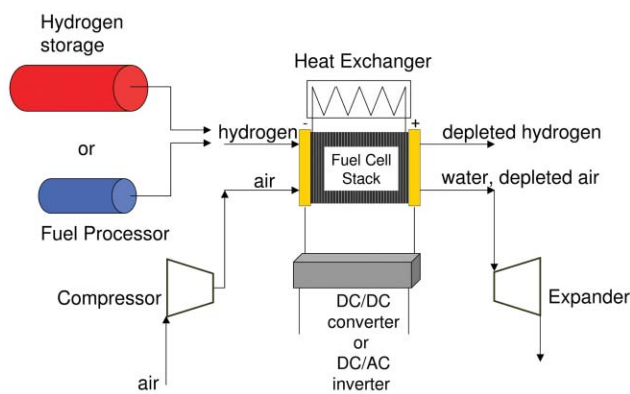 Hydrogen
storage
or
Fuel Processor
Compressor
air
hydrogen
air
Heat Exchanger
-
+
Fuel Cell
Stack
depleted hydrogen
water, depleted air
DC/DC
converter
or
DC/AC
inverter
Expander